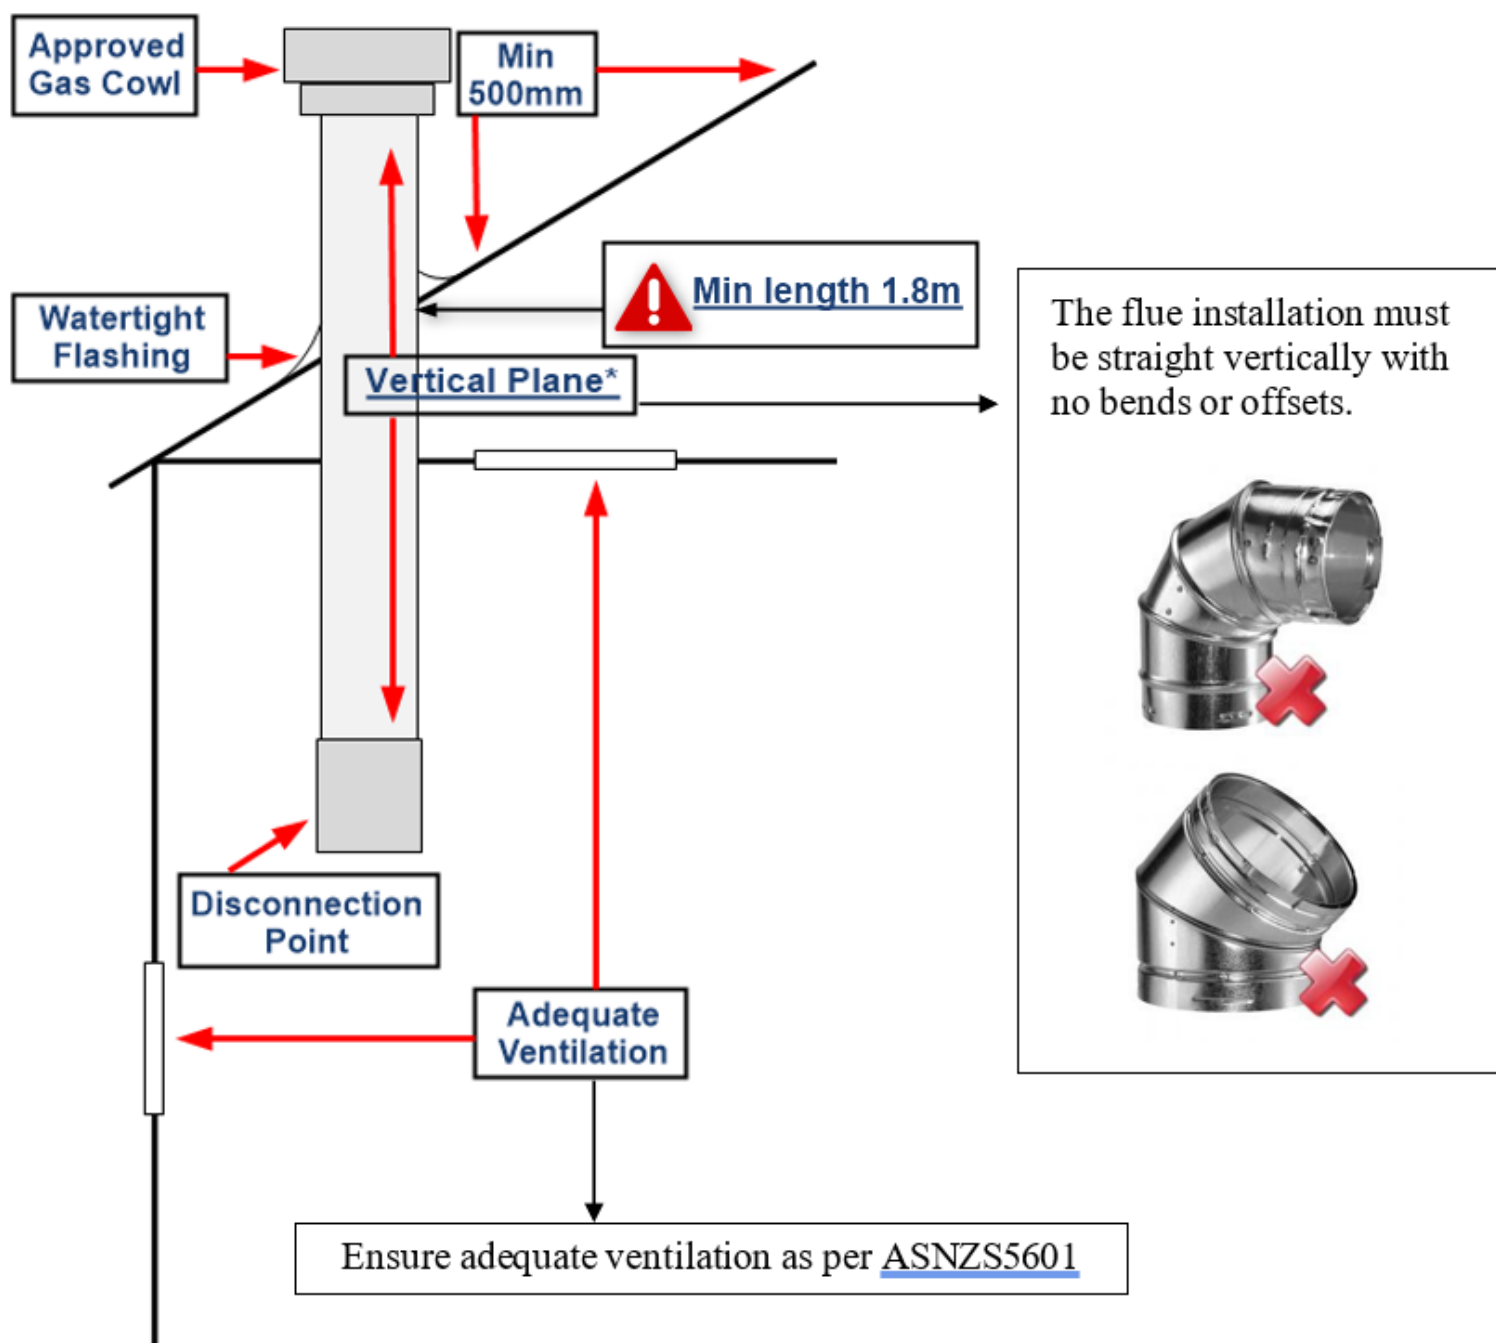 Approved
Gas Cowl
Min
500mm
Min length 1.8m
Watertight
Flashing
Vertical Plane*
The flue installation must
be straight vertically with
no bends or offsets.
Disconnection
Point
Adequate
Ventilation
Ensure adequate ventilation as per ASNZS5601